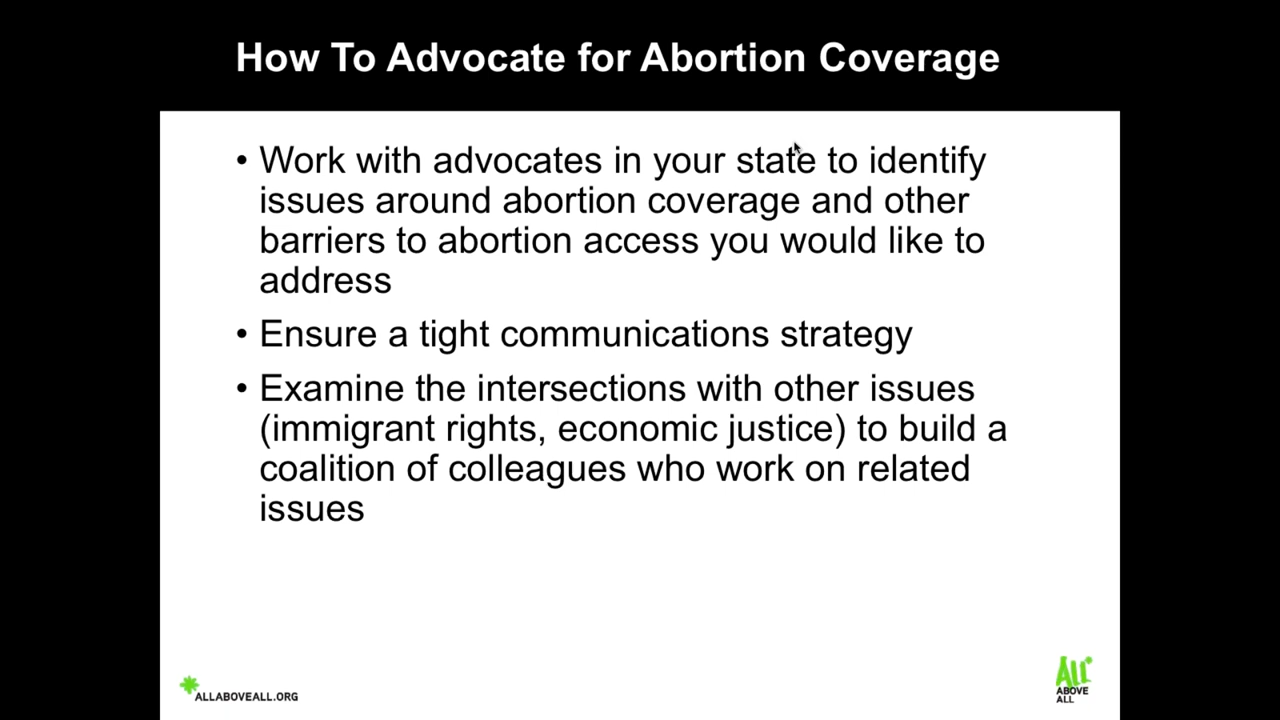 How To Advocate for Abortion Coverage
• Work with advocates in your state to identify
issues around abortion coverage and other
barriers to abortion access you would like to
address
• Ensure a tight communications strategy
• Examine the intersections with other issues
(immigrant rights, economic justice) to build a
coalition of colleagues who work on related
issues
ALLABOVEALL.ORG
ALL*
ABOVE
ALL